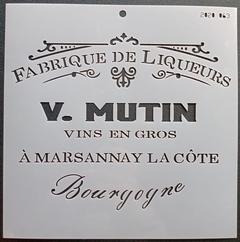 FABRIQUE DE LIQUEURS
V. MUTIN
VINS EN GROS
À MARSANNAY LA CÔTE
Bourgogne